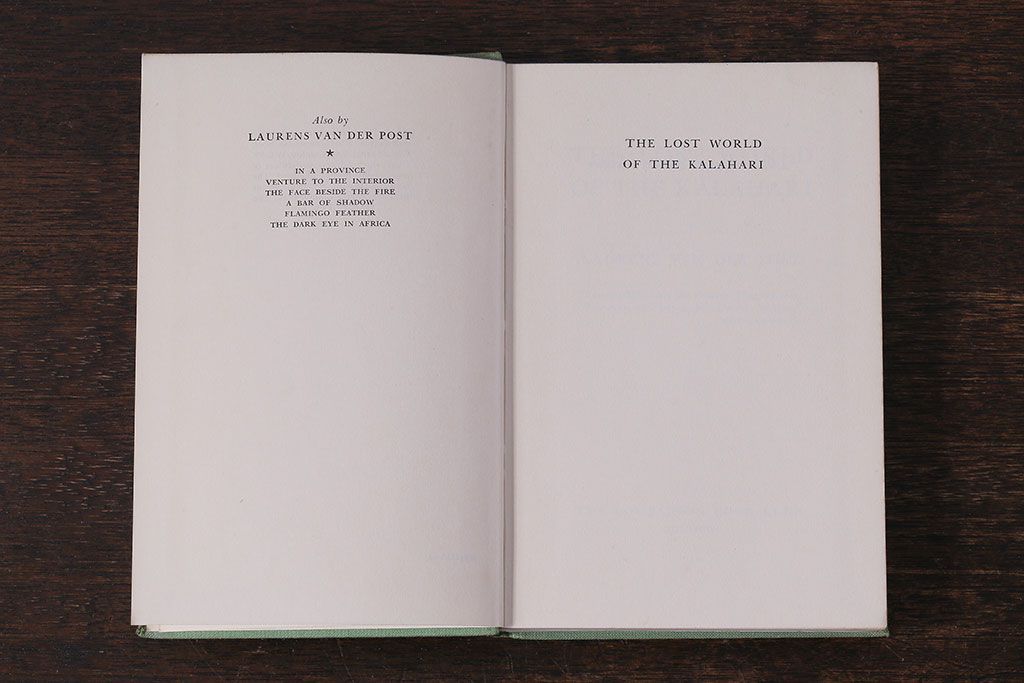 Also by
LAURENS VAN DER POST
★
IN A PROVINCE
VENTURE TO THE INTERIOR
THE FACE BESIDE THE FIRE
A BAR OF SHADOW
FLAMINGO FEATHER
THE DARK EYE IN AFRICA
THE LOST WORLD
OF THE KALAHARI